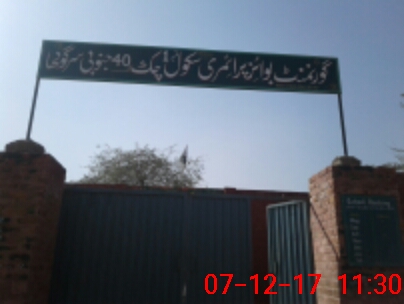 گورنمنٹ بوائز پرائمری سکول چک 40 جنوبی سرگودھا
07-12-17 11:30